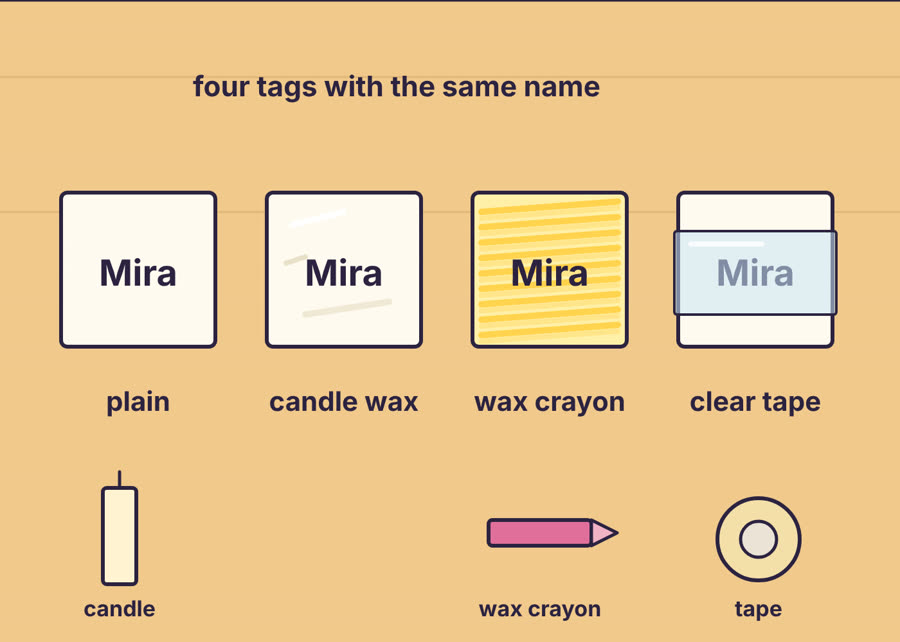 four tags with the same name
Mira Mira Mira Mira
plain candle wax wax crayon clear tape
candle wax crayon tape